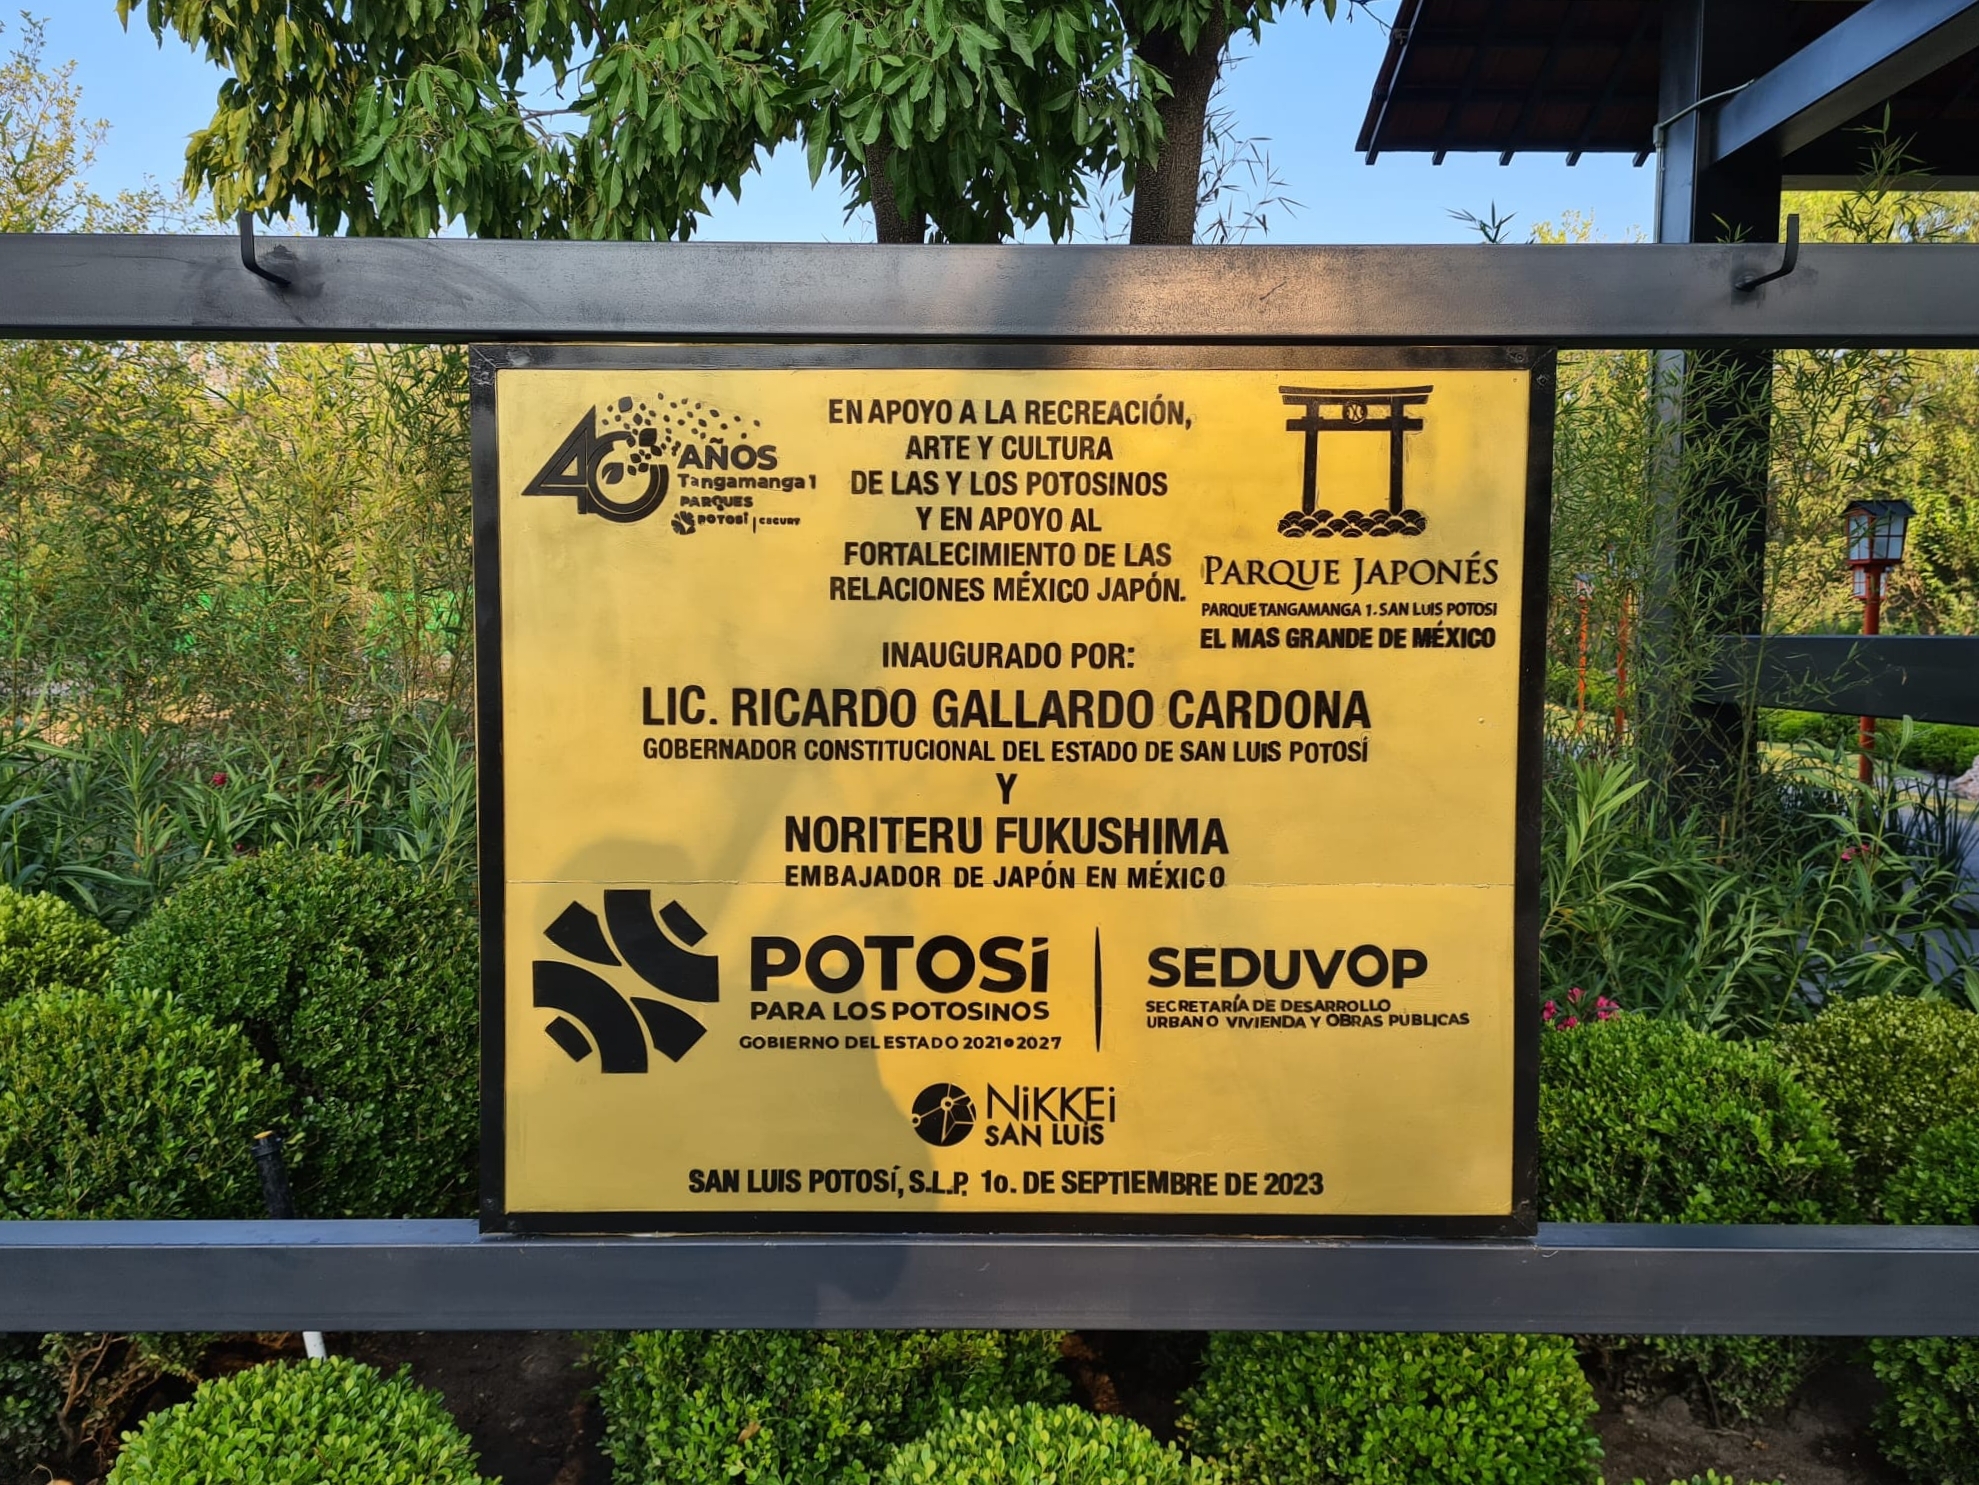 40 AÑOS
Tangamanga 1
PARQUES
POTOSÍ | CECURT
EN APOYO A LA RECREACIÓN,
ARTE Y CULTURA
DE LAS Y LOS POTOSINOS
Y EN APOYO AL
FORTALECIMIENTO DE LAS
RELACIONES MÉXICO JAPÓN.
PARQUE JAPONÉS
PARQUE TANGAMANGA 1. SAN LUIS POTOSI
EL MAS GRANDE DE MÉXICO
INAUGURADO POR:
LIC. RICARDO GALLARDO CARDONA
GOBERNADOR CONSTITUCIONAL DEL ESTADO DE SAN LUIS POTOSÍ
Y
NORITERU FUKUSHIMA
EMBAJADOR DE JAPÓN EN MÉXICO
POTOSÍ
PARA LOS POTOSINOS
GOBIERNO DEL ESTADO 2021•2027
SEDUVOP
SECRETARÍA DE DESARROLLO
URBANO VIVIENDA Y OBRAS PUBLICAS
NiKKEi
SAN LUIS
SAN LUIS POTOSÍ, S.L.P. 1o. DE SEPTIEMBRE DE 2023